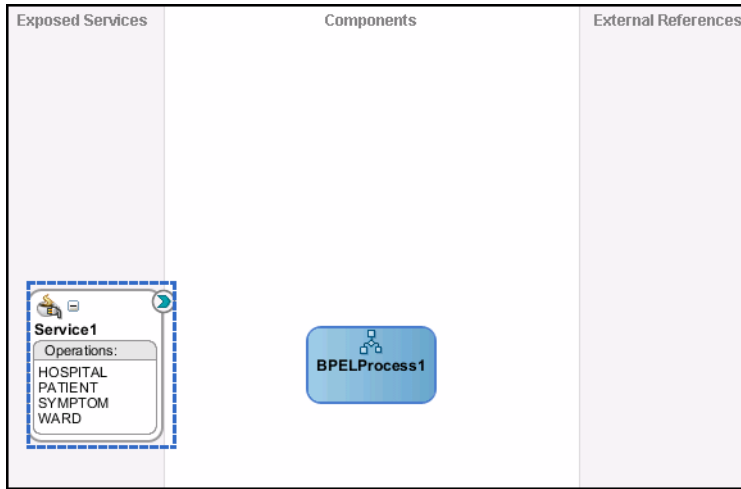 Exposed Services
Components
External References
Service1
Operations:
HOSPITAL
PATIENT
SYMPTOM
WARD
BPELProcess1